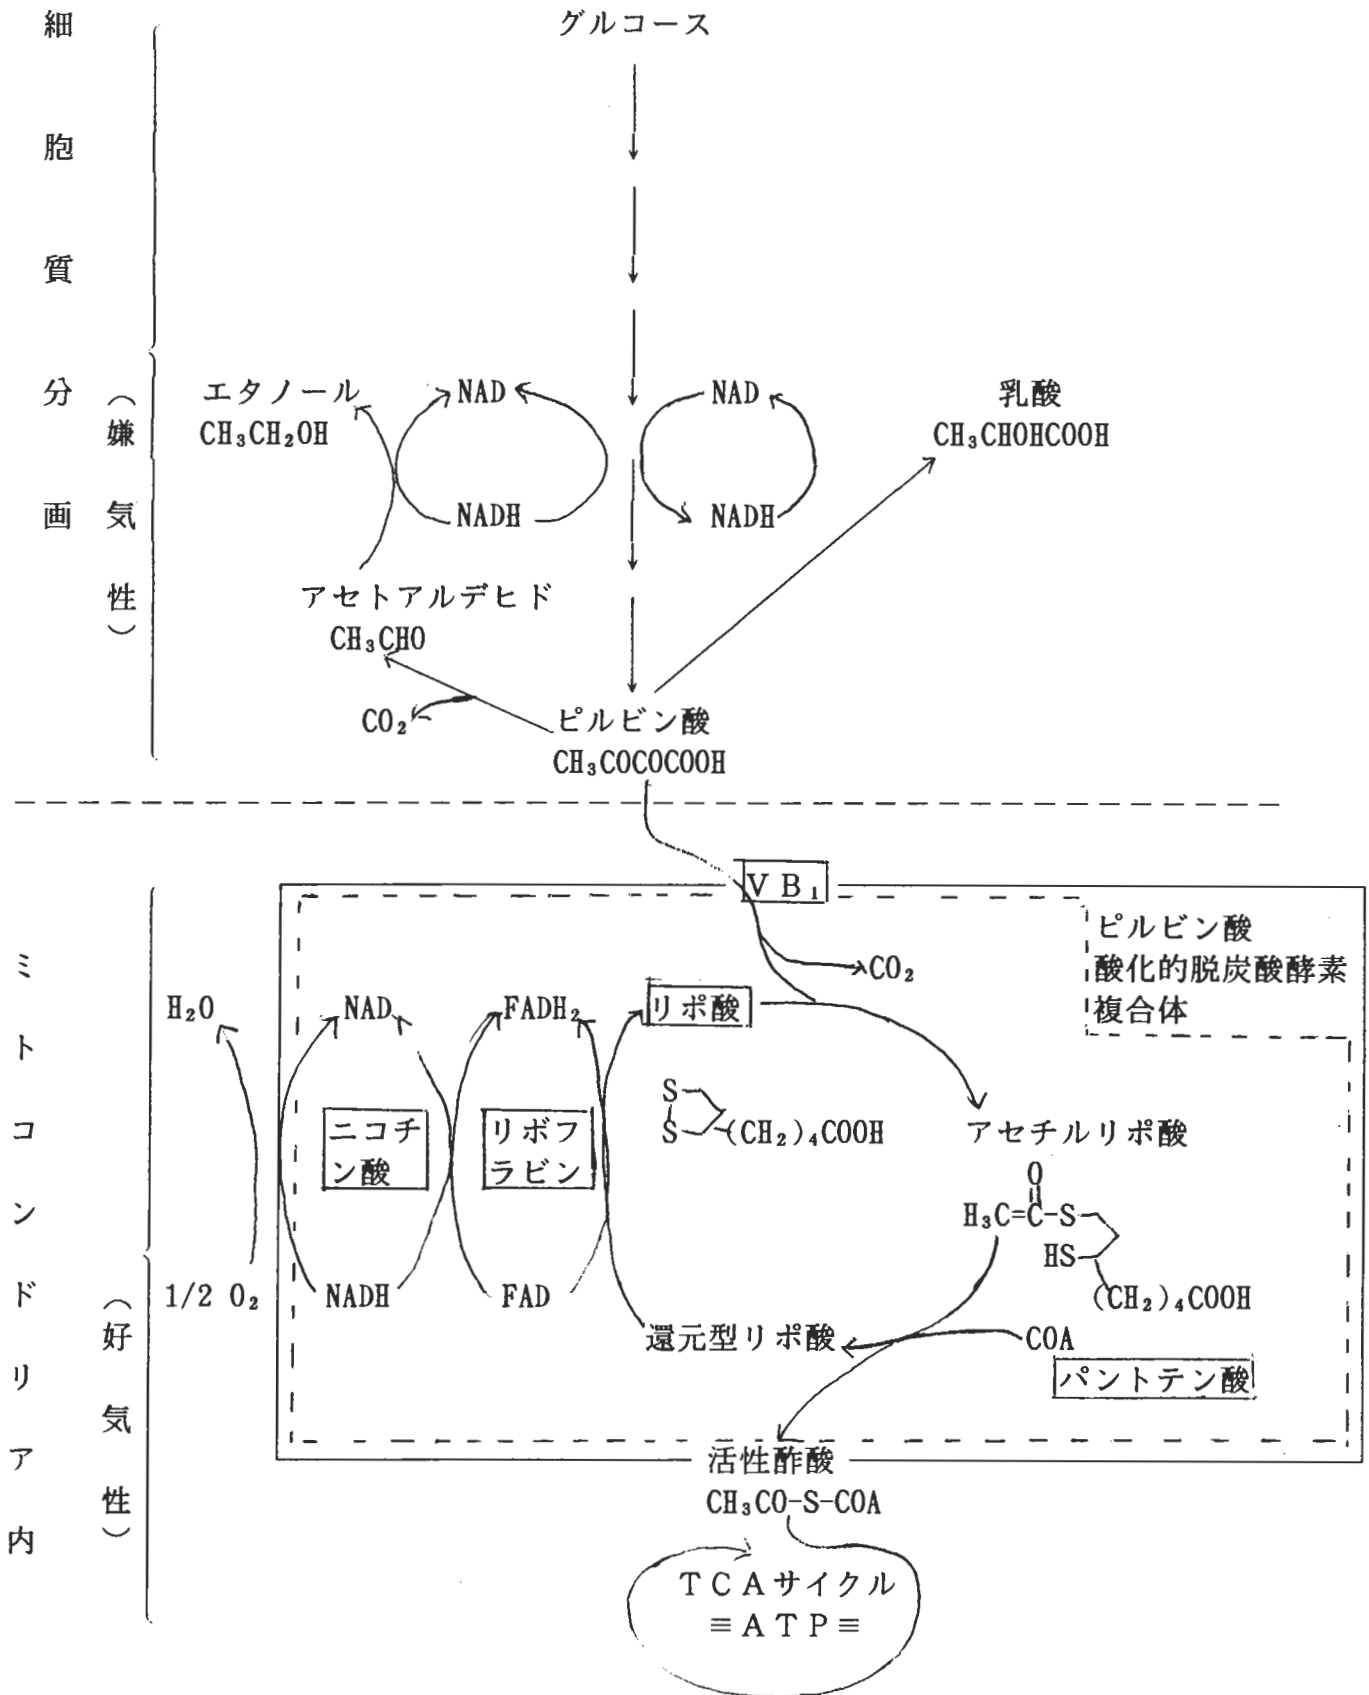 細胞質分画
(嫌気性)
グルコース
エタノール
CH₃CH₂OH
NAD
NAD
乳酸
CH₃CHOHCOOH
NADH
NADH
アセトアルデヒド
CH₃CHO
CO₂
ピルビン酸
CH₃COCOCOOH
ミトコンドリア内
(好気性)
VB₁
ピルビン酸
酸化的脱炭酸酵素
複合体
CO₂
H₂O
NAD
FADH₂
リポ酸
S
S
(CH₂)₄COOH
ニコチ
ン酸
リボフ
ラビン
アセチルリポ酸
O
H₃C=C-S
HS
(CH₂)₄COOH
1/2 O₂
NADH
FAD
還元型リポ酸
COA
パントテン酸
活性酢酸
CH₃CO-S-COA
TCAサイクル
≡ATP≡